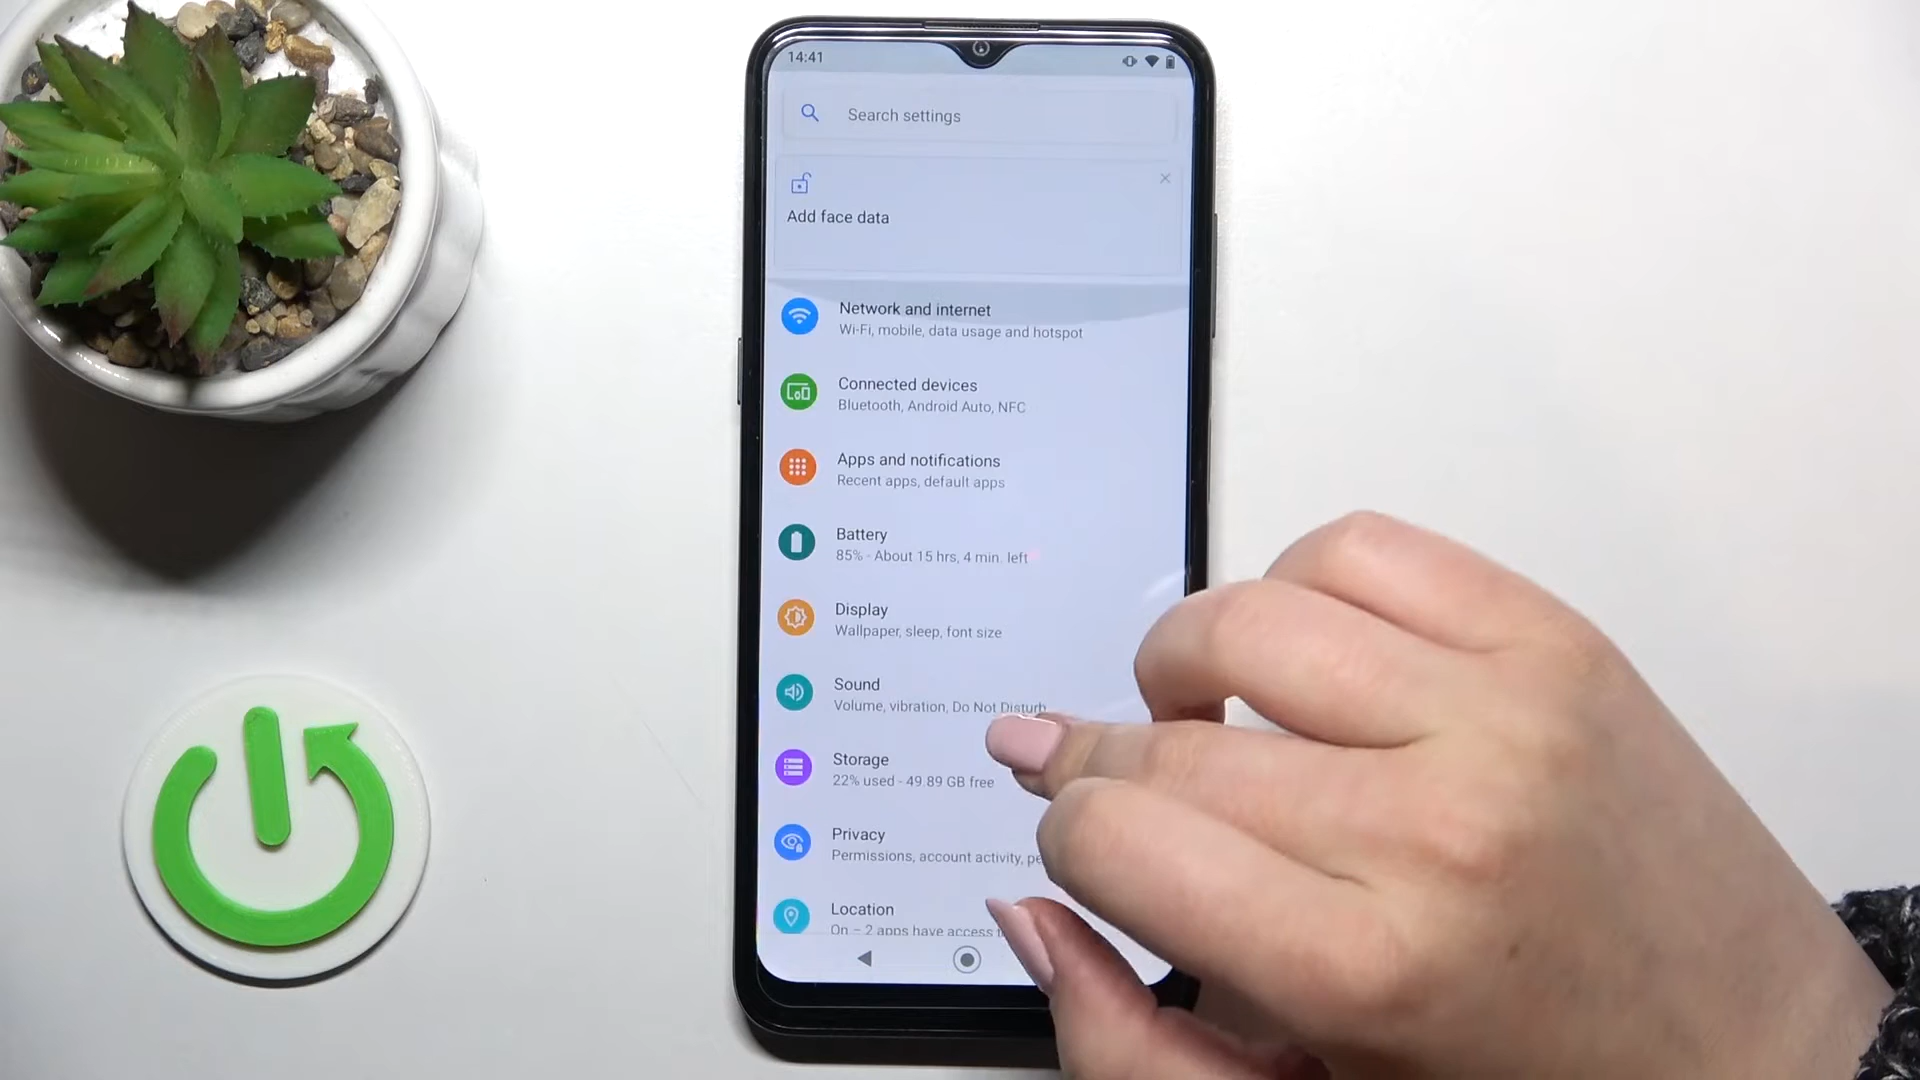 14:41
Search settings
Add face data
Network and internet
Wi-Fi, mobile, data usage and hotspot
Connected devices
Bluetooth, Android Auto, NFC
Apps and notifications
Recent apps, default apps
Battery
85% - About 15 hrs, 4 min. left
Display
Wallpaper, sleep, font size
Sound
Volume, vibration, Do Not Disturb
Storage
22% used - 49.89 GB free
Privacy
Permissions, account activity,
Location
On – 2 apps have access